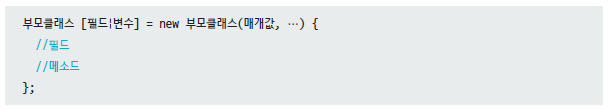 부모클래스 [필드|변수] = new 부모클래스(매개값, …) {
//필드
//메소드
};